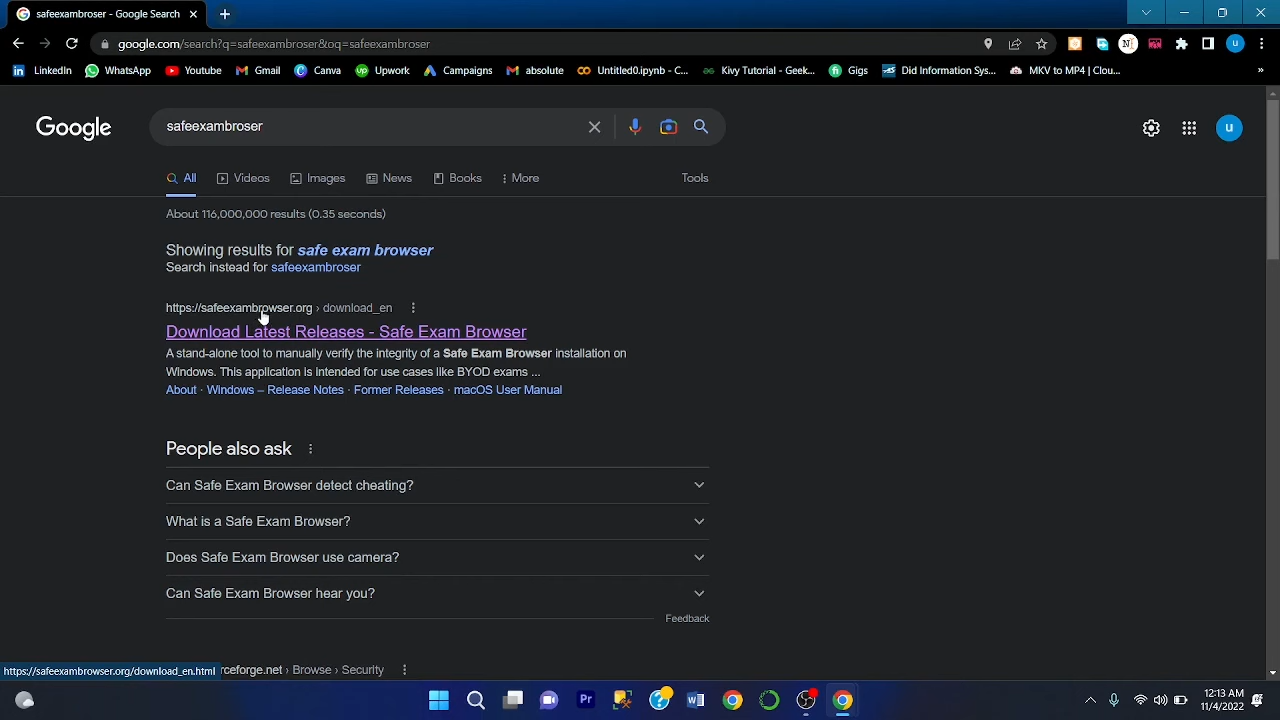 safeexambroser - Google Search
google.com/search?q=safeexambroser&oq=safeexambroser
LinkedIn WhatsApp Youtube Gmail Canva Upwork Campaigns absolute Untitled0.ipynb - C... Kivy Tutorial - Geek... Gigs Did Information Sys... MKV to MP4 | Clou... »
Google
safeexambroser
u
All Videos Images News Books More Tools
About 116,000,000 results (0.35 seconds)
Showing results for safe exam browser
Search instead for safeexambroser
https://safeexambrowser.org › download_en
Download Latest Releases - Safe Exam Browser
A stand-alone tool to manually verify the integrity of a Safe Exam Browser installation on
Windows. This application is intended for use cases like BYOD exams ...
About · Windows – Release Notes · Former Releases · macOS User Manual
People also ask
Can Safe Exam Browser detect cheating?
What is a Safe Exam Browser?
Does Safe Exam Browser use camera?
Can Safe Exam Browser hear you?
Feedback
https://safeexambrowser.org/download_en.html
rceforge.net › Browse › Security
Pr
12:13 AM
11/4/2022